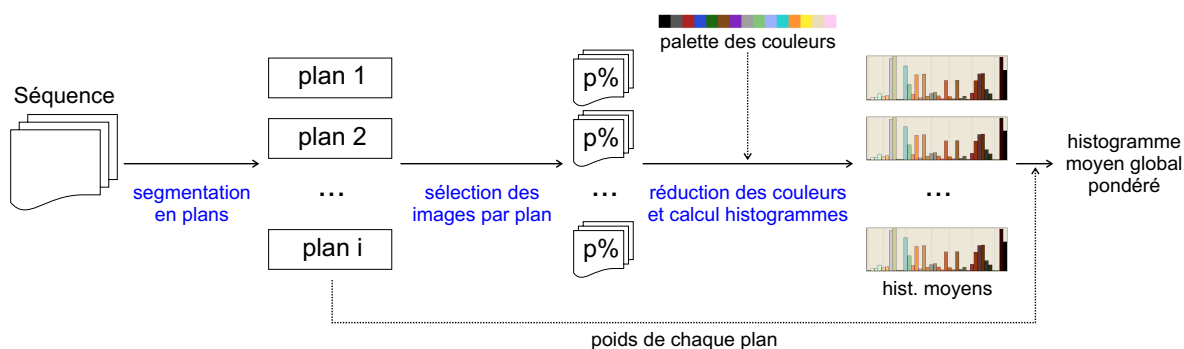 palette des couleurs
Séquence
plan 1
plan 2
...
plan i
p%
p%
...
p%
segmentation
en plans
sélection des
images par plan
réduction des couleurs
et calcul histogrammes
...
hist. moyens
histogramme
moyen global
pondéré
poids de chaque plan